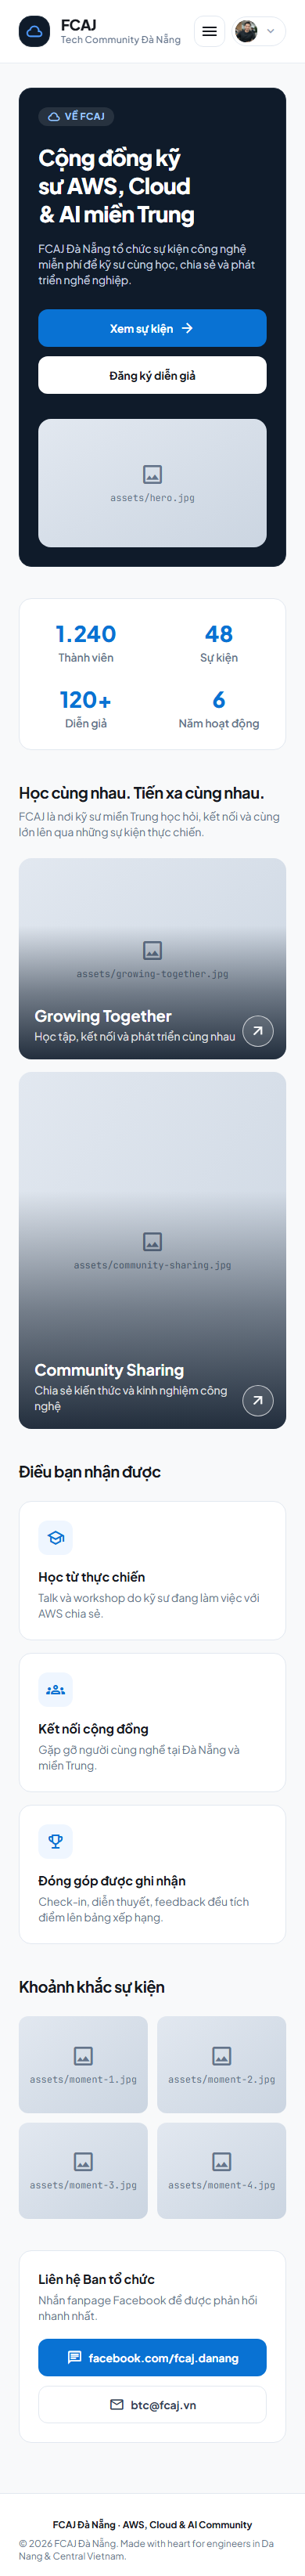 FCAJ
Tech Community Đà Nẵng
VỀ FCAJ
Cộng đồng kỹ
sư AWS, Cloud
& AI miền Trung
FCAJ Đà Nẵng tổ chức sự kiện công nghệ
miễn phí để kỹ sư cùng học, chia sẻ và phát
triển nghề nghiệp.
Xem sự kiện
Đăng ký diễn giả
assets/hero.jpg
1.240
Thành viên
48
Sự kiện
120+
Diễn giả
6
Năm hoạt động
Học cùng nhau. Tiến xa cùng nhau.
FCAJ là nơi kỹ sư miền Trung học hỏi, kết nối và cùng
lớn lên qua những sự kiện thực chiến.
assets/growing-together.jpg
Growing Together
Học tập, kết nối và phát triển cùng nhau
assets/community-sharing.jpg
Community Sharing
Chia sẻ kiến thức và kinh nghiệm công
nghệ
Điều bạn nhận được
Học từ thực chiến
Talk và workshop do kỹ sư đang làm việc với
AWS chia sẻ.
Kết nối cộng đồng
Gặp gỡ người cùng nghề tại Đà Nẵng và
miền Trung.
Đóng góp được ghi nhận
Check-in, diễn thuyết, feedback đều tích
điểm lên bảng xếp hạng.
Khoảnh khắc sự kiện
assets/moment-1.jpg
assets/moment-2.jpg
assets/moment-3.jpg
assets/moment-4.jpg
Liên hệ Ban tổ chức
Nhắn fanpage Facebook để được phản hồi
nhanh nhất.
facebook.com/fcaj.danang
btc@fcaj.vn
FCAJ Đà Nẵng · AWS, Cloud & AI Community
© 2026 FCAJ Đà Nẵng. Made with heart for engineers in Da
Nang & Central Vietnam.